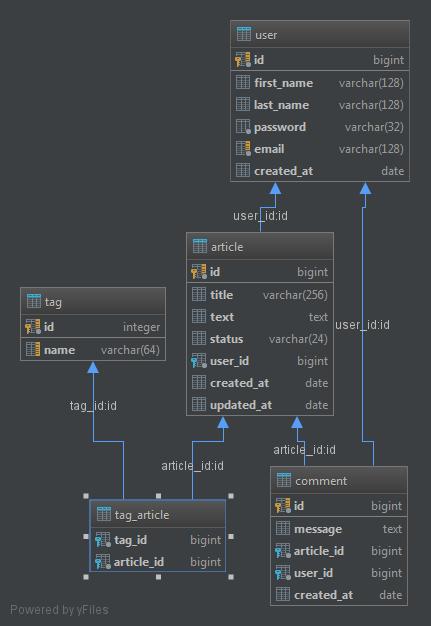 user
id bigint
first_name varchar(128)
last_name varchar(128)
password varchar(32)
email varchar(128)
created_at date
user_id:id
article
id bigint
title varchar(256)
text text
status varchar(24)
user_id bigint
created_at date
updated_at date
tag
id integer
name varchar(64)
user_id:id
tag_id:id
article_id:id
article_id:id
tag_article
tag_id bigint
article_id bigint
comment
id bigint
message text
article_id bigint
user_id bigint
created_at date
Powered by yFiles